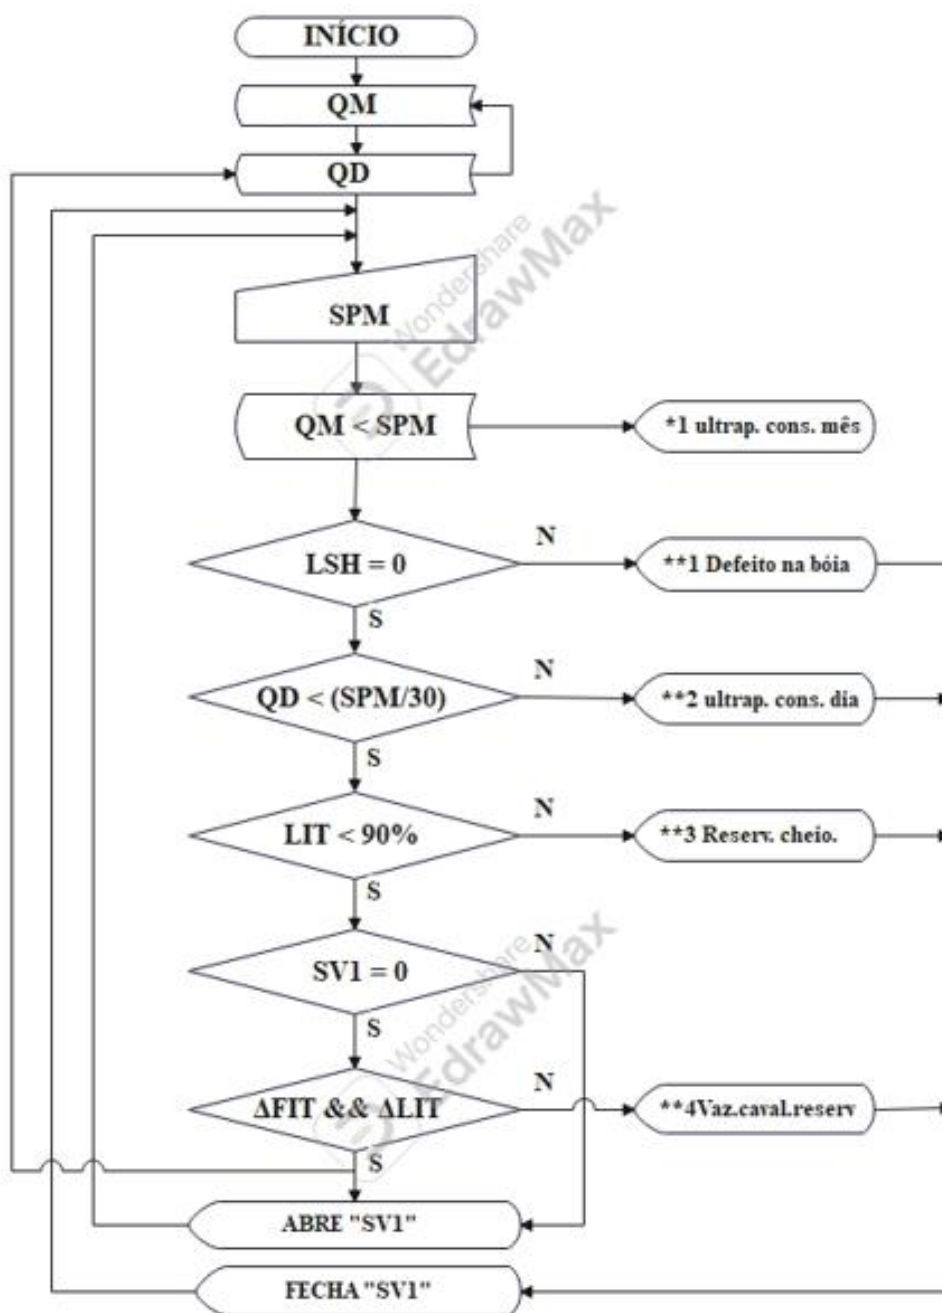 INÍCIO
QM
QD
SPM
QM < SPM
*1 ultrap. cons. mês
LSH = 0
N
**1 Defeito na bóia
S
QD < (SPM/30)
N
**2 ultrap. cons. dia
S
LIT < 90%
N
**3 Reserv. cheio.
S
SV1 = 0
N
S
ΔFIT && ΔLIT
N
**4Vaz.caval.reserv
S
ABRE "SV1"
FECHA "SV1"
Wondershare
EdrawMax
Wondershare
EdrawMax